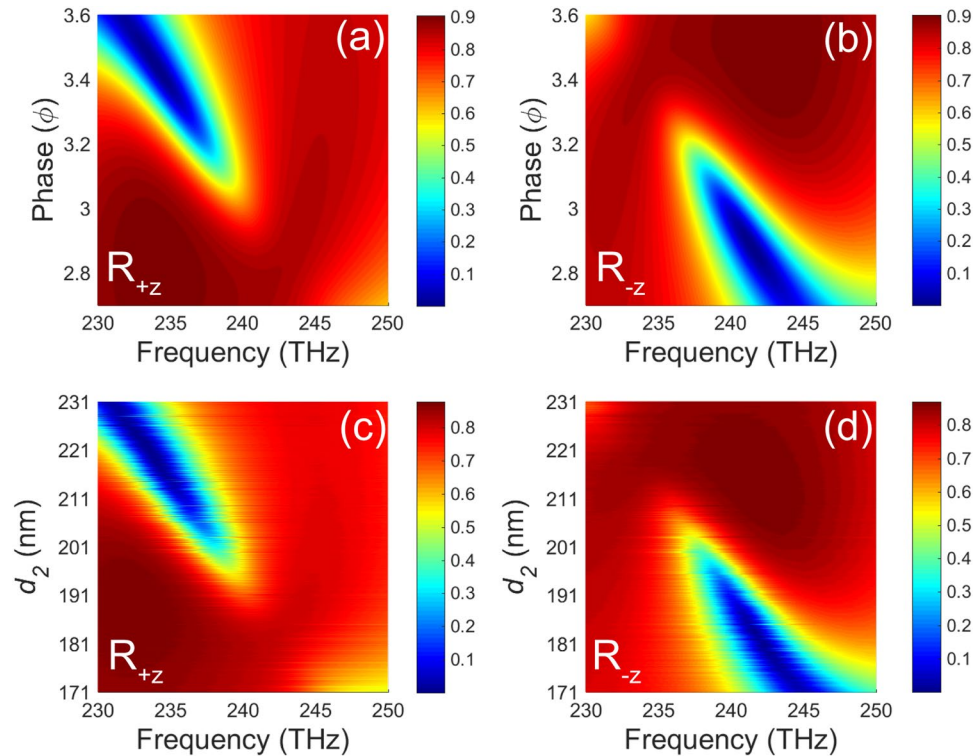 (a)
3.6
3.4
3.2
3
2.8
Phase (ϕ)
R+z
230 235 240 245 250
Frequency (THz)
0.9
0.8
0.7
0.6
0.5
0.4
0.3
0.2
0.1
(b)
3.6
3.4
3.2
3
2.8
Phase (ϕ)
R-z
230 235 240 245 250
Frequency (THz)
0.9
0.8
0.7
0.6
0.5
0.4
0.3
0.2
0.1
(c)
231
221
211
201
191
181
171
d2 (nm)
R+z
230 235 240 245 250
Frequency (THz)
0.8
0.7
0.6
0.5
0.4
0.3
0.2
0.1
(d)
231
221
211
201
191
181
171
d2 (nm)
R-z
230 235 240 245 250
Frequency (THz)
0.8
0.7
0.6
0.5
0.4
0.3
0.2
0.1